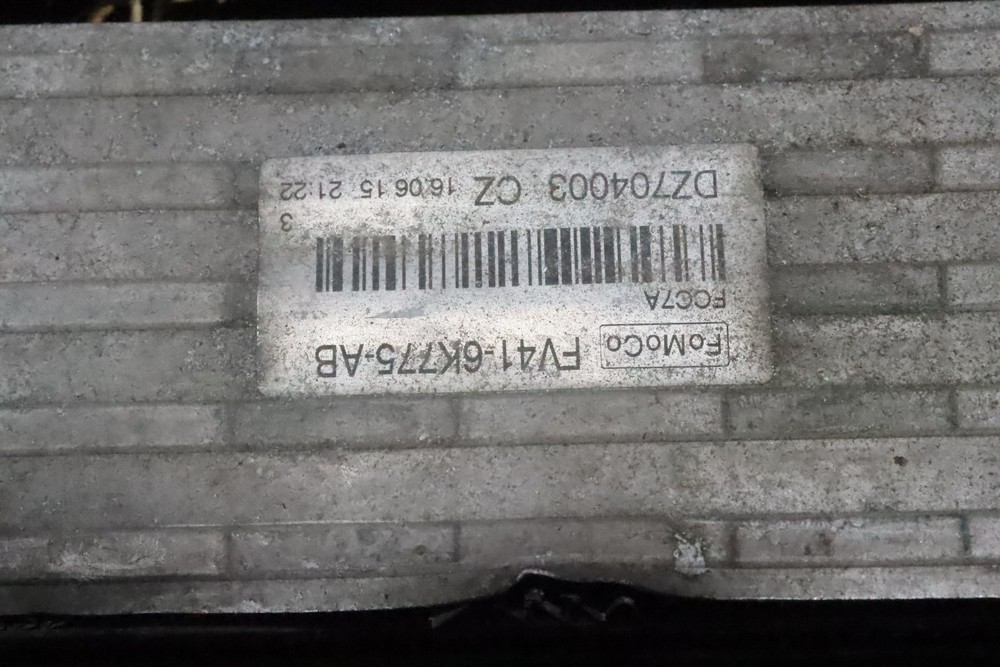 FoMoCo FV41-6K775-AB
FCC7A
3
DZ704003 CZ 16.06.15 21:22